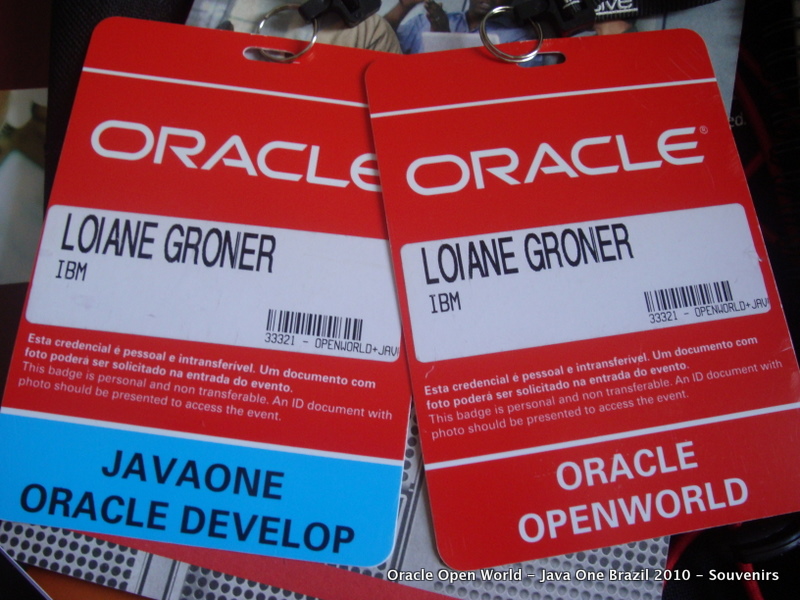 ORACLE
LOIANE GRONER
IBM
33321 - OPENWORLD+JAV
Esta credencial é pessoal e intransferível. Um documento com
foto poderá ser solicitado na entrada do evento.
This badge is personal and non transferable. An ID document with
photo should be presented to access the event.
JAVAONE
ORACLE DEVELOP
ORACLE®
LOIANE GRONER
IBM
33321 - OPENWORLD+JAV
Esta credencial é pessoal e intransferível. Um documento com
foto poderá ser solicitado na entrada do evento.
This badge is personal and non transferable. An ID document with
photo should be presented to access the event.
ORACLE
OPENWORLD
Oracle Open World - Java One Brazil 2010 - Souvenirs